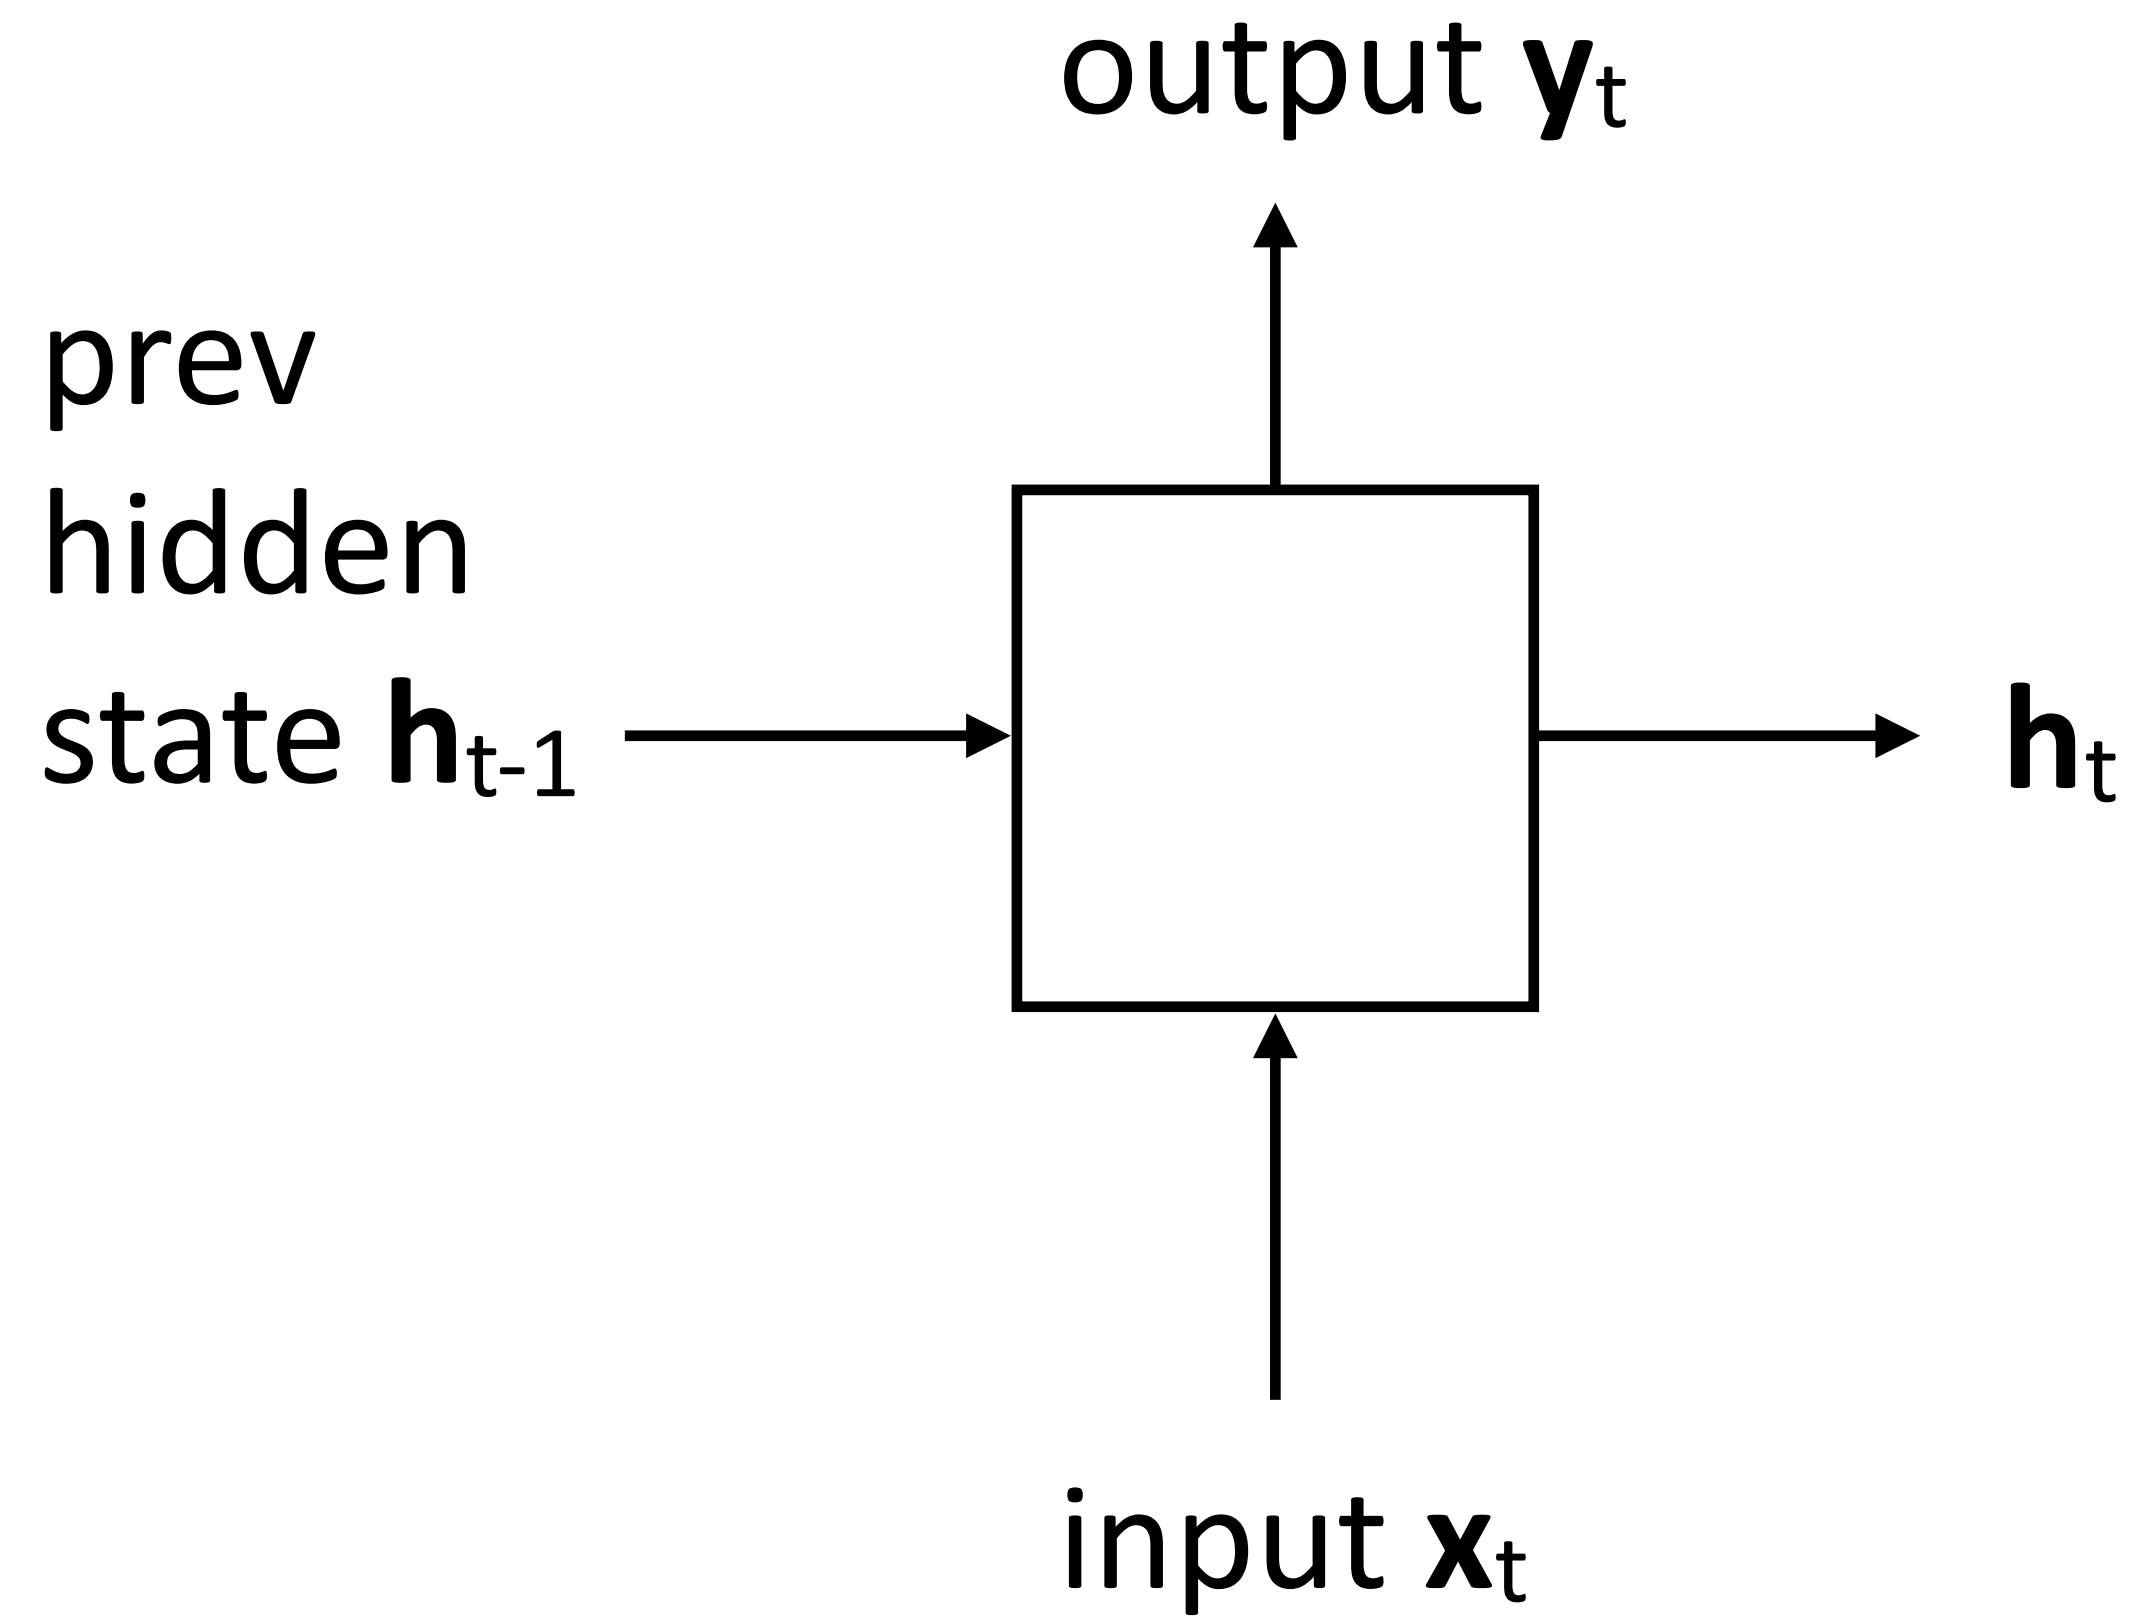 output yt
prev
hidden
state ht-1
ht
input xt